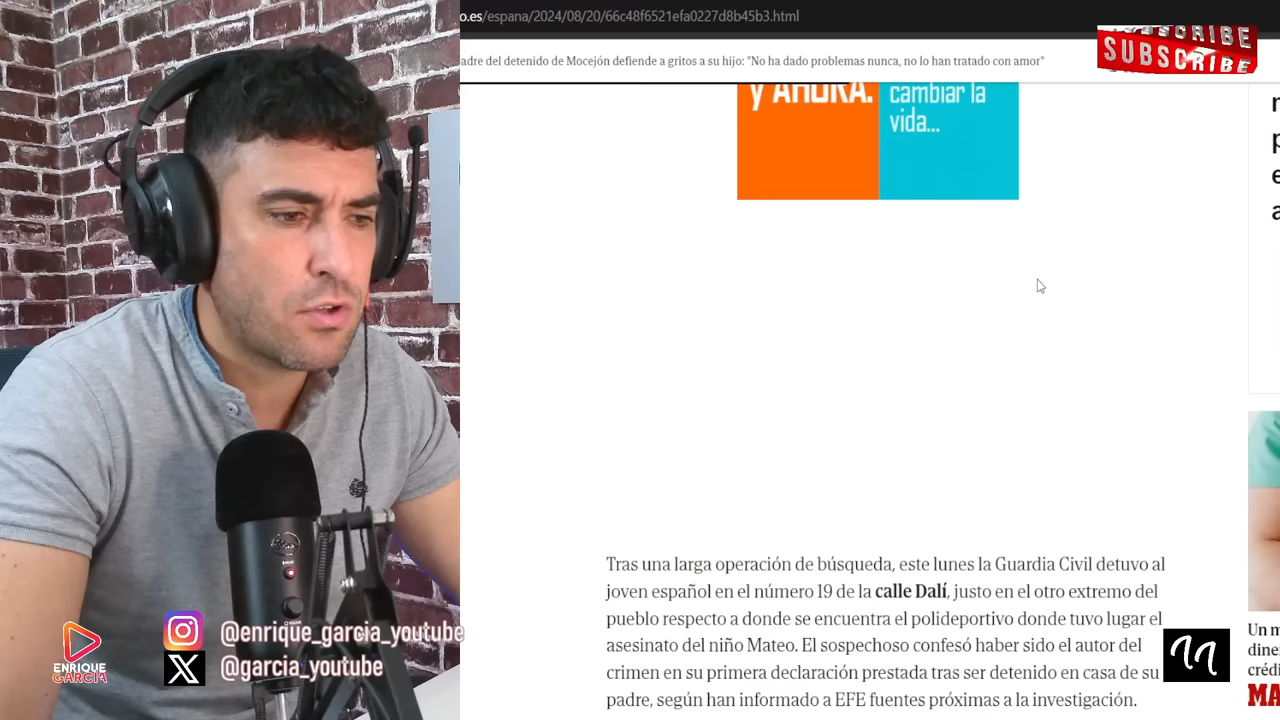 o.es/espana/2024/08/20/66c48f6521efa0227d8b45b3.html
adre del detenido de Mocejón defiende a gritos a su hijo: "No ha dado problemas nunca, no lo han tratado con amor"
SUBSCRIBE
SUBSCRIBE
y AHORA.
cambiar la
vida...
n
p
e
a
Tras una larga operación de búsqueda, este lunes la Guardia Civil detuvo al
joven español en el número 19 de la calle Dalí, justo en el otro extremo del
pueblo respecto a donde se encuentra el polideportivo donde tuvo lugar el
asesinato del niño Mateo. El sospechoso confesó haber sido el autor del
crimen en su primera declaración prestada tras ser detenido en casa de su
padre, según han informado a EFE fuentes próximas a la investigación.
Un m
dine
crédi
MA
@enrique_garcia_youtube
@garcia_youtube
ENRIQUE
GARCIA